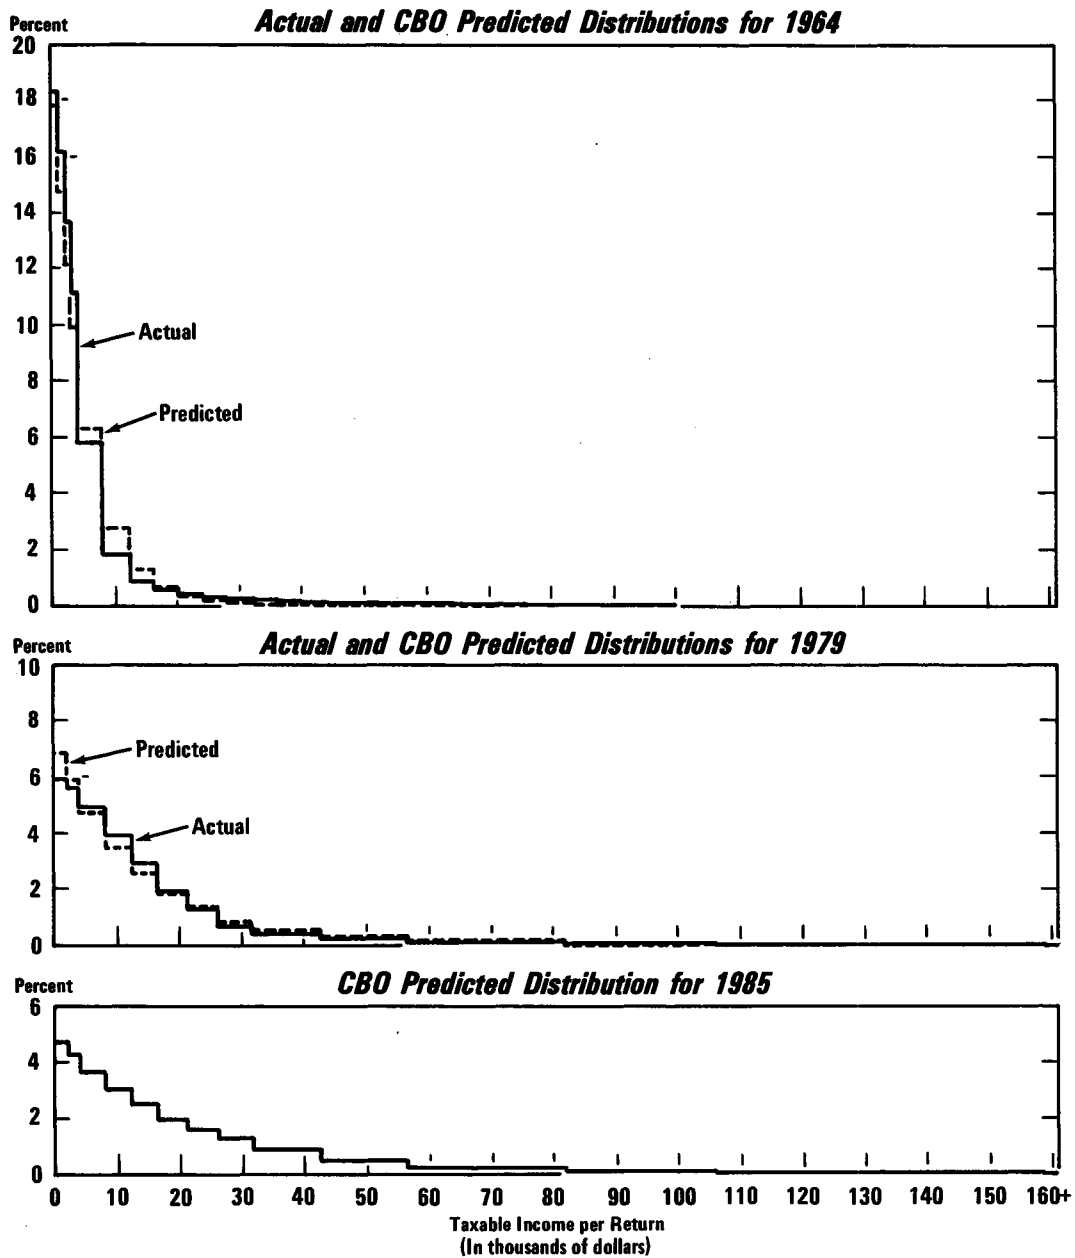 Actual and CBO Predicted Distributions for 1964
Percent
20
18
16
14
12
10
8
6
4
2
0
Actual
Predicted
Actual and CBO Predicted Distributions for 1979
Percent
10
8
6
4
2
0
Predicted
Actual
CBO Predicted Distribution for 1985
Percent
6
4
2
0
0 10 20 30 40 50 60 70 80 90 100 110 120 130 140 150 160+
Taxable Income per Return
(In thousands of dollars)